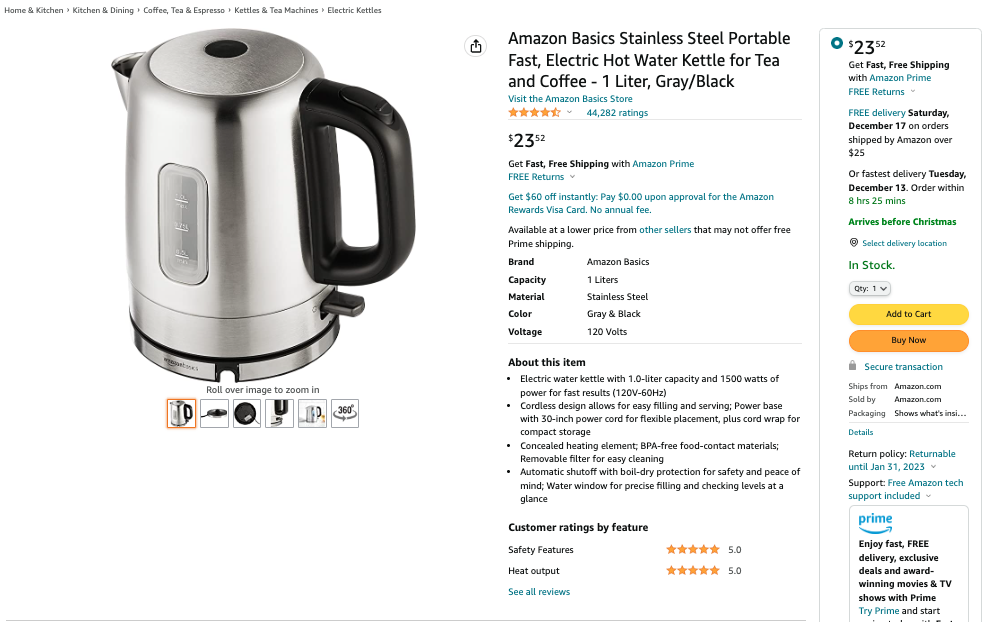 Home & Kitchen › Kitchen & Dining › Coffee, Tea & Espresso › Kettles & Tea Machines › Electric Kettles
Roll over image to zoom in
360°
Amazon Basics Stainless Steel Portable
Fast, Electric Hot Water Kettle for Tea
and Coffee - 1 Liter, Gray/Black
Visit the Amazon Basics Store
44,282 ratings
$23 52
Get Fast, Free Shipping with Amazon Prime
FREE Returns
Get $60 off instantly: Pay $0.00 upon approval for the Amazon
Rewards Visa Card. No annual fee.
Available at a lower price from other sellers that may not offer free
Prime shipping.
Brand Amazon Basics
Capacity 1 Liters
Material Stainless Steel
Color Gray & Black
Voltage 120 Volts
About this item
• Electric water kettle with 1.0-liter capacity and 1500 watts of
power for fast results (120V-60Hz)
• Cordless design allows for easy filling and serving; Power base
with 30-inch power cord for flexible placement, plus cord wrap for
compact storage
• Concealed heating element; BPA-free food-contact materials;
Removable filter for easy cleaning
• Automatic shutoff with boil-dry protection for safety and peace of
mind; Water window for precise filling and checking levels at a
glance
Customer ratings by feature
Safety Features 5.0
Heat output 5.0
See all reviews
$23 52
Get Fast, Free Shipping
with Amazon Prime
FREE Returns
FREE delivery Saturday,
December 17 on orders
shipped by Amazon over
$25
Or fastest delivery Tuesday,
December 13. Order within
8 hrs 25 mins
Arrives before Christmas
Select delivery location
In Stock.
Qty: 1
Add to Cart
Buy Now
Secure transaction
Ships from Amazon.com
Sold by Amazon.com
Packaging Shows what's insi...
Details
Return policy: Returnable
until Jan 31, 2023
Support: Free Amazon tech
support included
prime
Enjoy fast, FREE
delivery, exclusive
deals and award-
winning movies & TV
shows with Prime
Try Prime and start